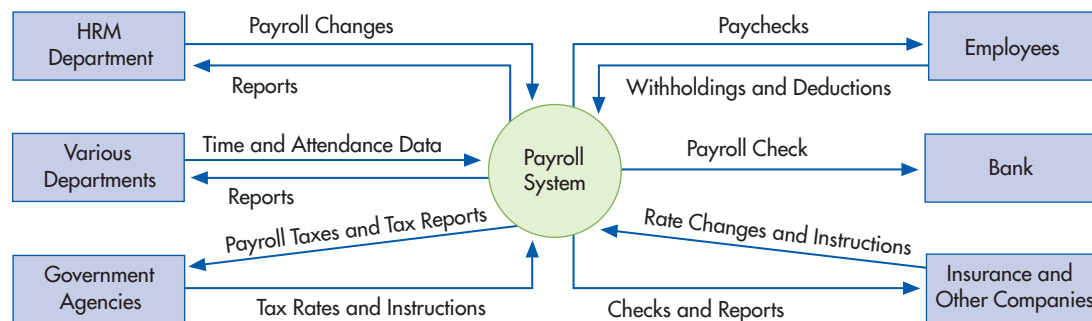 HRM
Department
Payroll Changes
Reports
Paychecks
Employees
Withholdings and Deductions
Various
Departments
Time and Attendance Data
Reports
Payroll
System
Payroll Check
Bank
Payroll Taxes and Tax Reports
Rate Changes and Instructions
Government
Agencies
Tax Rates and Instructions
Checks and Reports
Insurance and
Other Companies